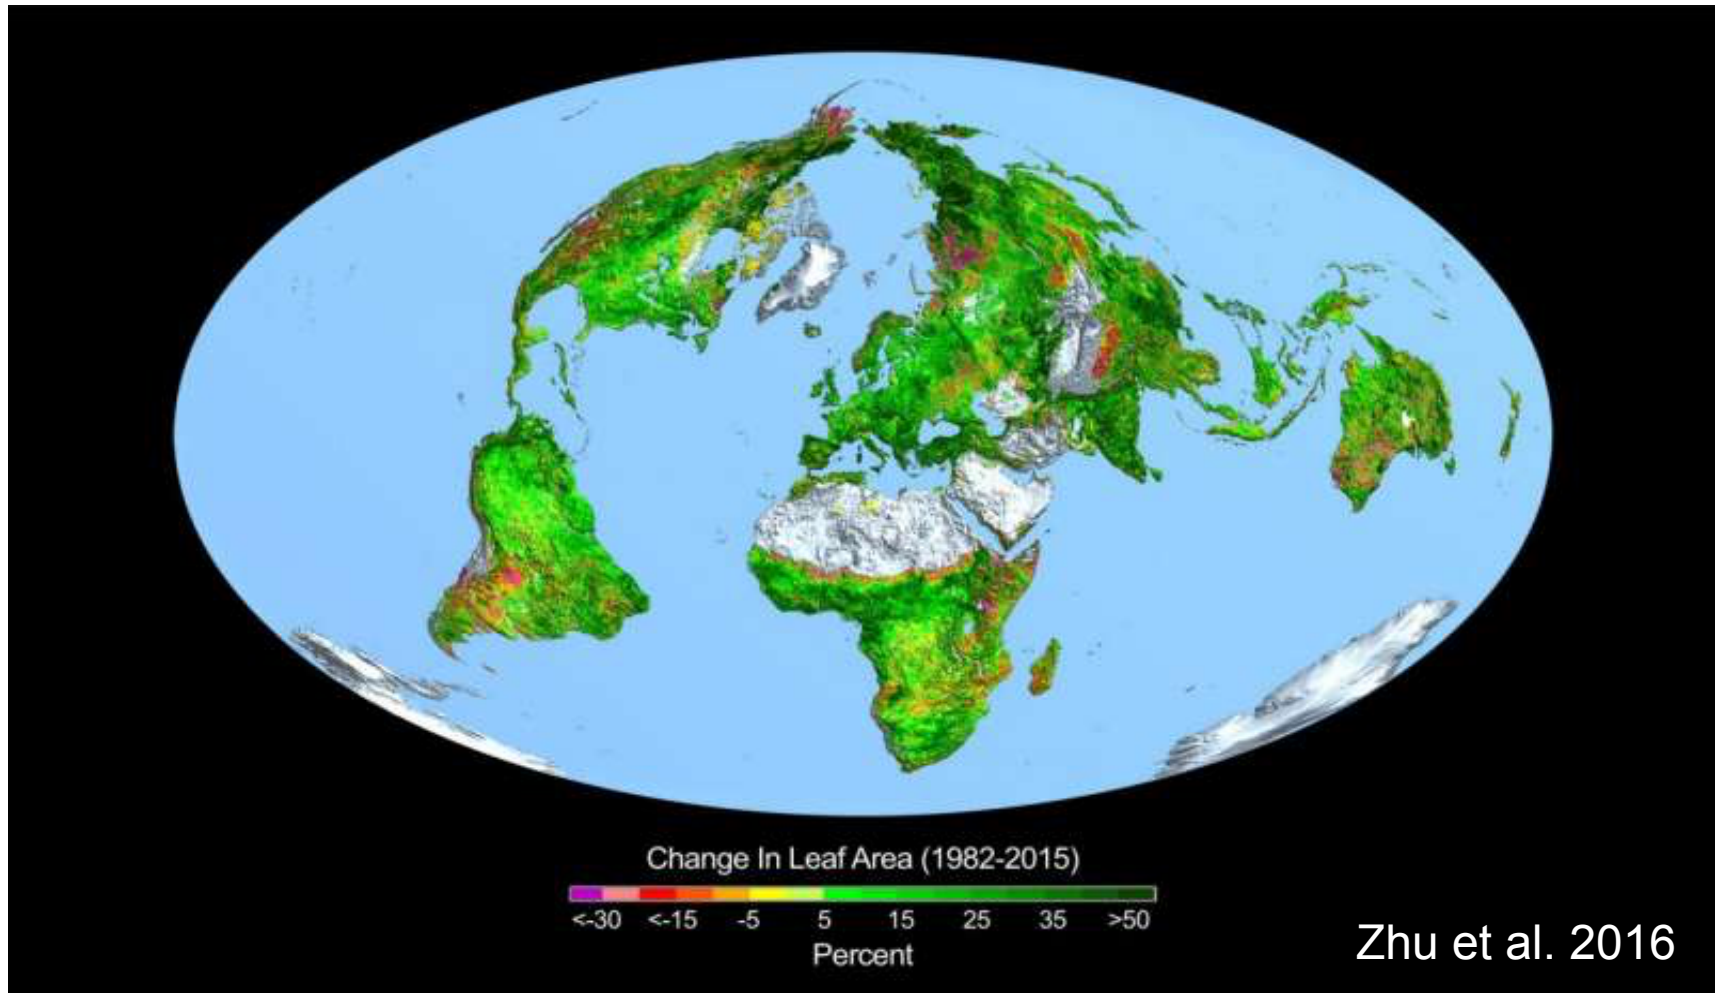 Change In Leaf Area (1982-2015)
<-30 <-15 -5 5 15 25 35 >50
Percent
Zhu et al. 2016